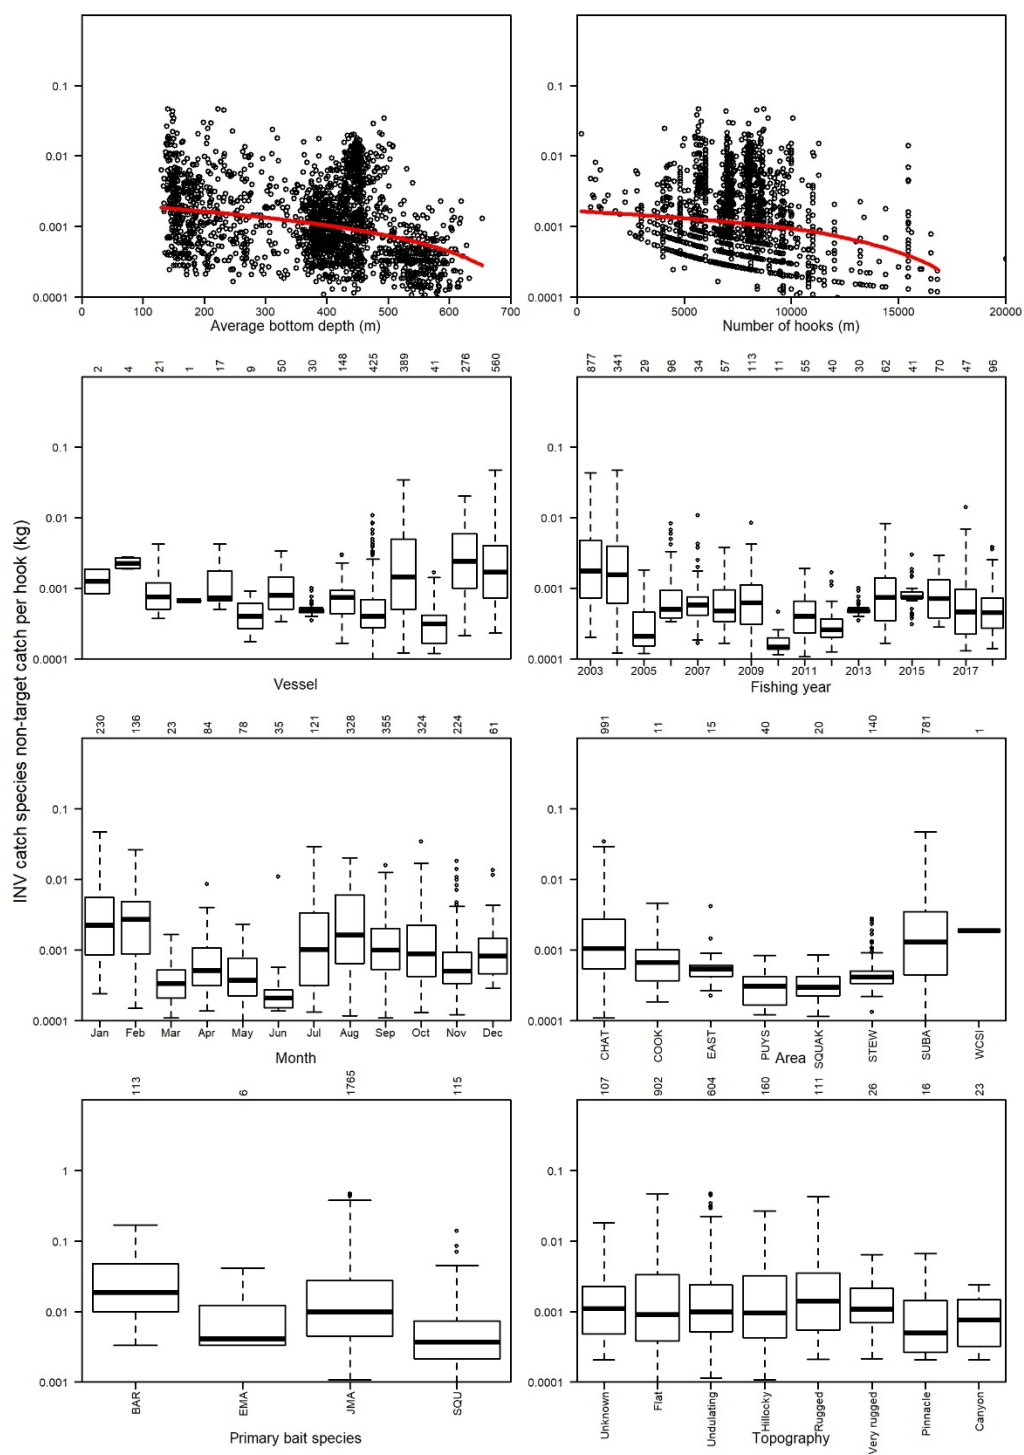 0.1
0.01
0.001
0.0001
0 100 200 300 400 500 600 700
Average bottom depth (m)
0 5000 10000 15000 20000
Number of hooks (m)
INV catch species non-target catch per hook (kg)
2 4 21 1 17 9 50 30 148 425 389 41 276 560
0.1
0.01
0.001
0.0001
Vessel
877 341 29 96 34 57 113 11 55 40 30 62 41 70 47 96
0.1
0.01
0.001
0.0001
2003 2005 2007 2009 2011 2013 2015 2017
Fishing year
230 136 23 84 78 35 121 328 355 324 224 61
0.1
0.01
0.001
0.0001
Jan Feb Mar Apr May Jun Jul Aug Sep Oct Nov Dec
Month
991 11 15 40 20 140 781 1
0.1
0.01
0.001
0.0001
CHAT COOK EAST PUYS SQUAK STEW SUBA WCSI
Area
113 6 1765 115
1
0.1
0.01
0.001
BAR EMA JMA SQU
Primary bait species
107 902 604 160 111 26 16 23
0.1
0.01
0.001
0.0001
Unknown Flat Undulating Hillocky Rugged Very rugged Pinnacle Canyon
Topography